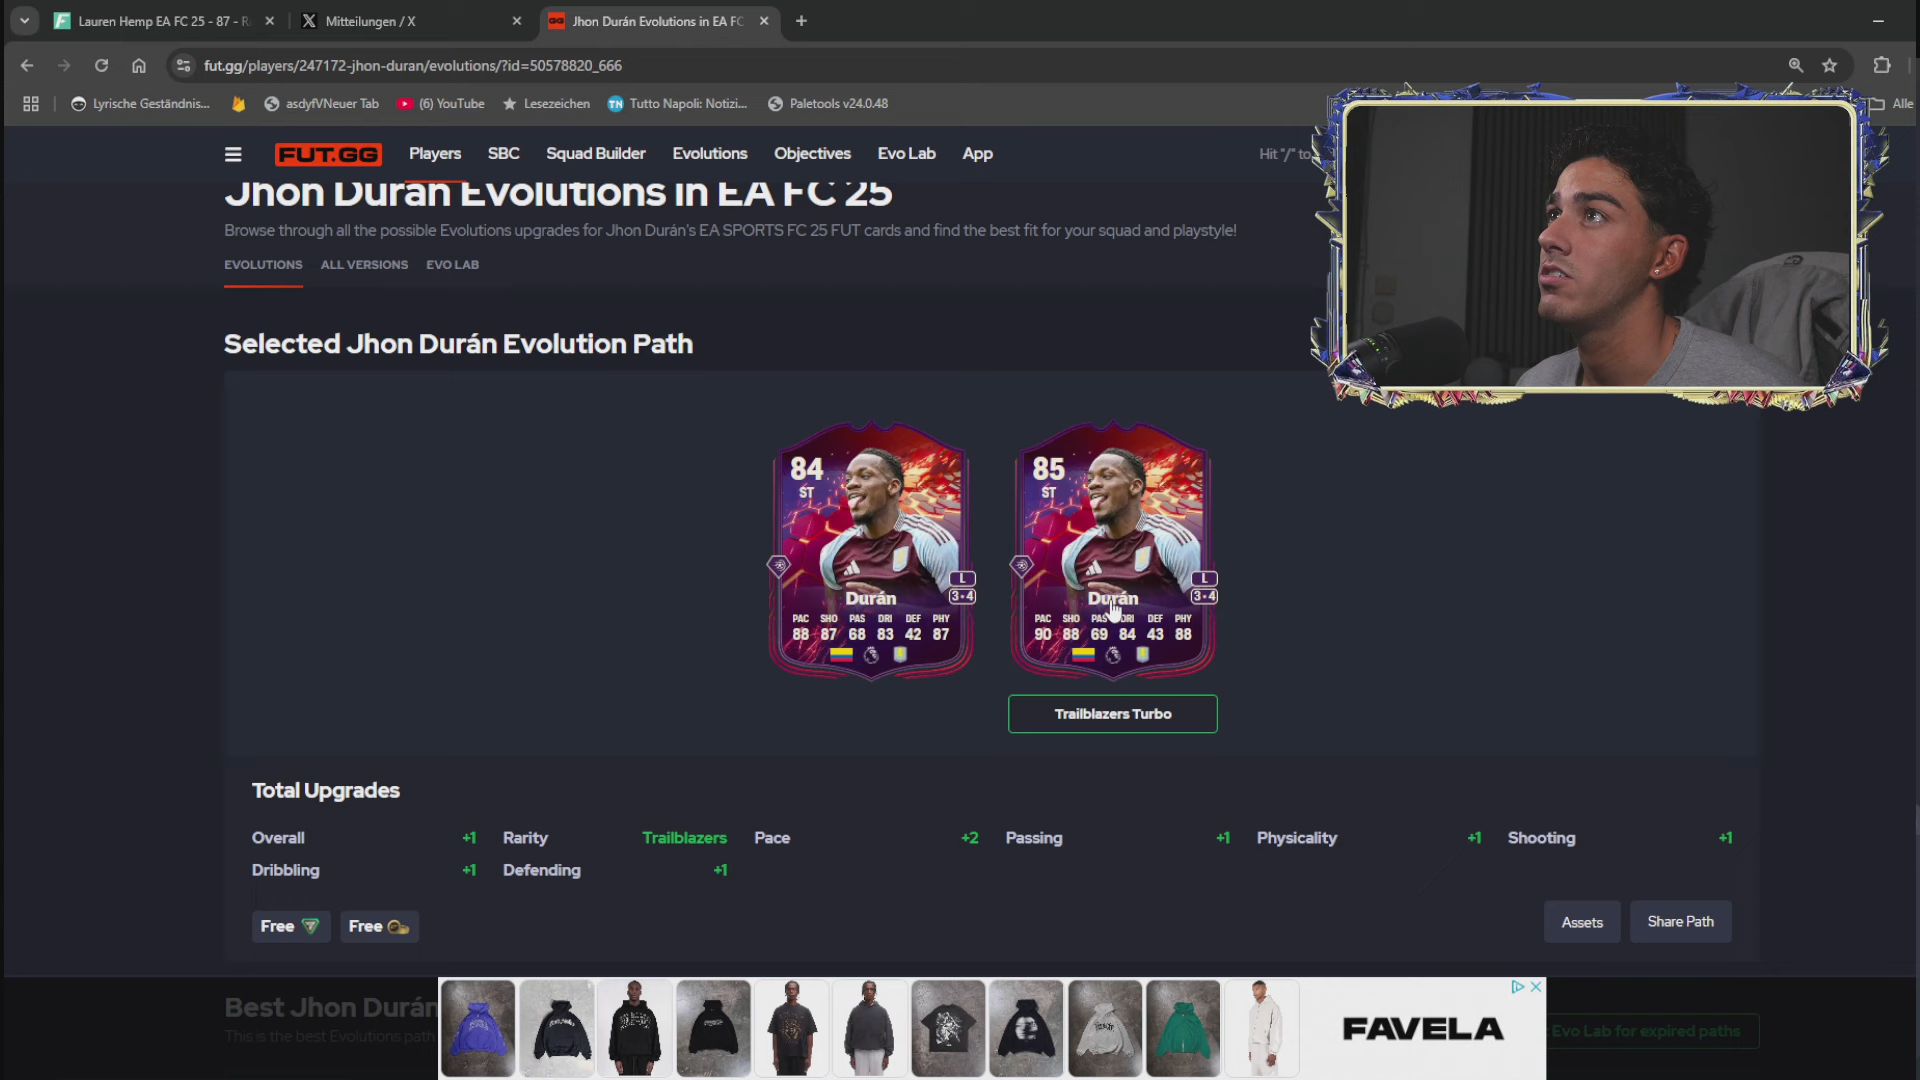 Lauren Hemp EA FC 25 - 87 - R
Mitteilungen / X
Jhon Durán Evolutions in EA FC
fut.gg/players/247172-jhon-duran/evolutions/?id=50578820_666
Lyrische Geständnis...
asdyfVNeuer Tab
(6) YouTube
Lesezeichen
TN
Tutto Napoli: Notizi...
Paletools v24.0.48
Alle
FUT.GG
Players
SBC
Squad Builder
Evolutions
Objectives
Evo Lab
App
Hit "/" to
Jhon Durán Evolutions in EA FC 25
Browse through all the possible Evolutions upgrades for Jhon Durán's EA SPORTS FC 25 FUT cards and find the best fit for your squad and playstyle!
EVOLUTIONS
ALL VERSIONS
EVO LAB
Selected Jhon Durán Evolution Path
84
ST
L
3•4
Durán
PAC SHO PAS DRI DEF PHY
88 87 68 83 42 87
85
ST
L
3•4
Durán
PAC SHO PAS DRI DEF PHY
90 88 69 84 43 88
Trailblazers Turbo
Total Upgrades
Overall +1
Rarity Trailblazers
Pace +2
Passing +1
Physicality +1
Shooting +1
Dribbling +1
Defending +1
Free
Free
Assets
Share Path
Best Jhon Durán
This is the best Evolutions path
FAVELA
Evo Lab for expired paths